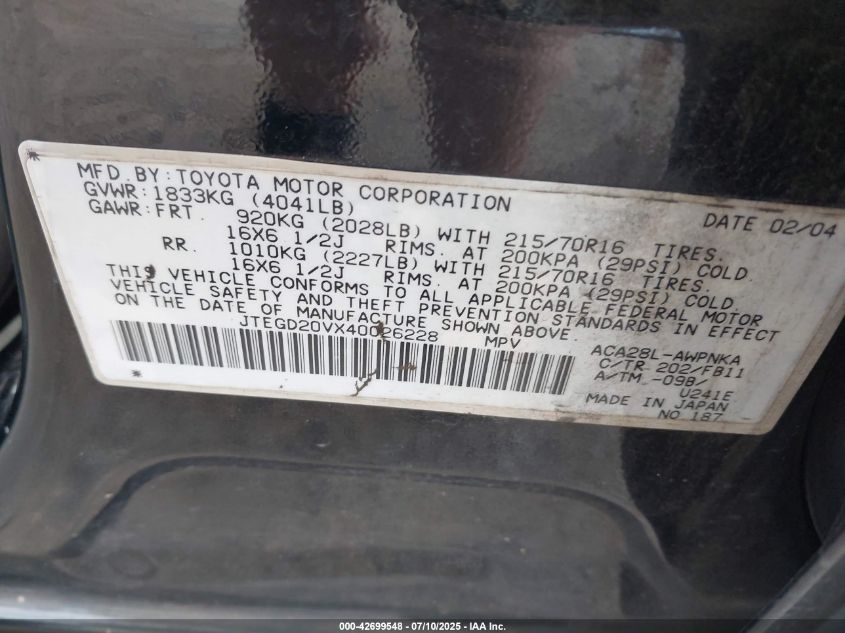 MFD.BY:TOYOTA MOTOR CORPORATION DATE 02/04
GVWR:1833KG (4041LB)
GAWR:FRT. 920KG (2028LB) WITH 215/70R16 TIRES.
16X6 1/2J RIMS. AT 200KPA (29PSI) COLD.
RR. 1010KG (2227LB) WITH 215/70R16 TIRES.
16X6 1/2J RIMS. AT 200KPA (29PSI) COLD.
THIS VEHICLE CONFORMS TO ALL APPLICABLE FEDERAL MOTOR
VEHICLE SAFETY AND THEFT PREVENTION STANDARDS IN EFFECT
ON THE DATE OF MANUFACTURE SHOWN ABOVE.
MPV
ACA28L-AWPNKA
C/TR 202/FB11
A/TM -09B/
U241E
MADE IN JAPAN
NO 187
000-42699548 — 07/10/2025 — IAA Inc.